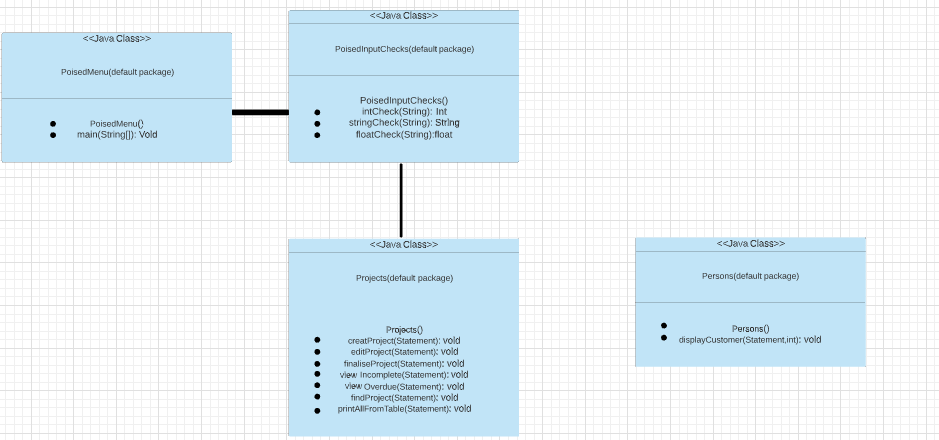 <<Java Class>>
PoisedMenu(default package)
PoisedMenu()
main(String[]): Void
<<Java Class>>
PoisedInputChecks(default package)
PoisedInputChecks()
intCheck(String): Int
stringCheck(String): String
floatCheck(String):float
<<Java Class>>
Projects(default package)
Projects()
creatProject(Statement): void
editProject(Statement): void
finaliseProject(Statement): void
view Incomplete(Statement): void
view Overdue(Statement): void
findProject(Statement): void
printAllFromTable(Statement): void
<<Java Class>>
Persons(default package)
Persons()
displayCustomer(Statement,int): void